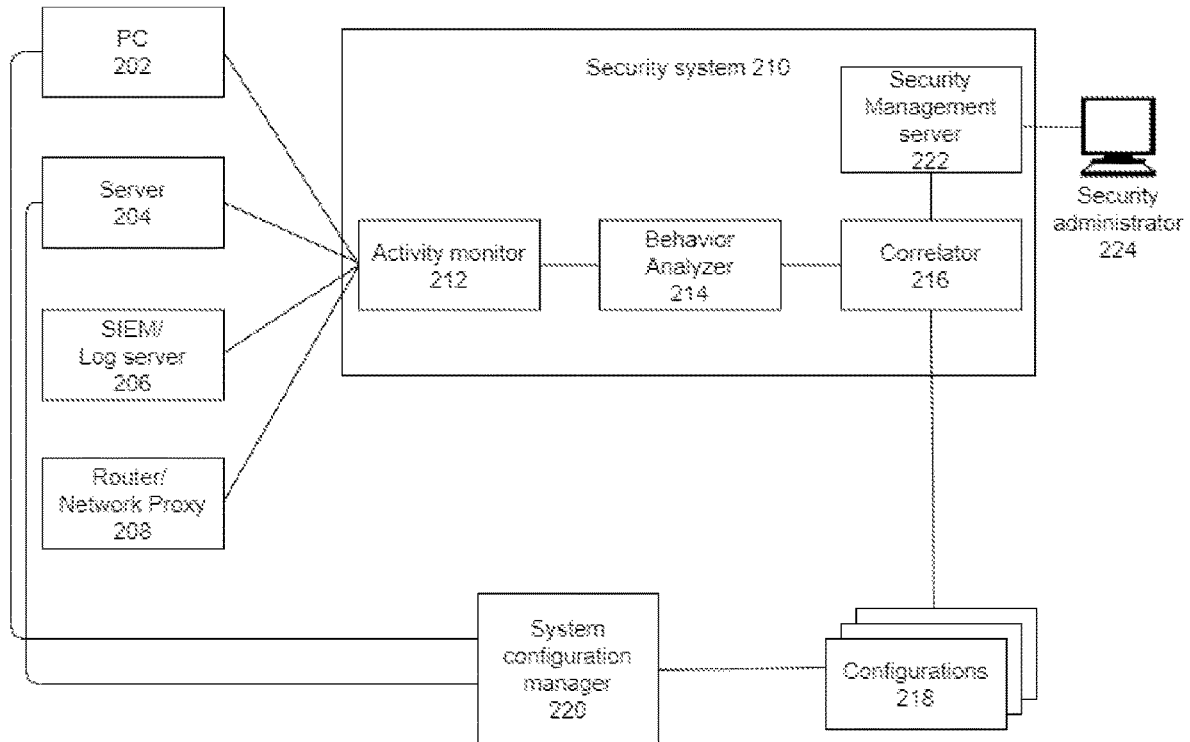 PC
202
Server
204
SIEM/
Log server
206
Router/
Network Proxy
208
Security system 210
Activity monitor
212
Behavior
Analyzer
214
Correlator
216
Security
Management
server
222
Security
administrator
224
System
configuration
manager
220
Configurations
218